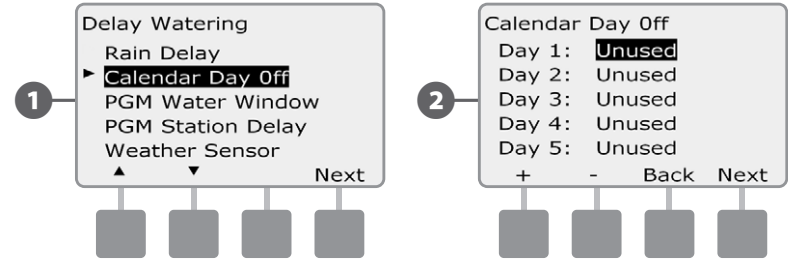 Delay Watering
Rain Delay
► Calendar Day Off
PGM Water Window
PGM Station Delay
Weather Sensor
▲ ▼ Next
1
Calendar Day Off
Day 1: Unused
Day 2: Unused
Day 3: Unused
Day 4: Unused
Day 5: Unused
+ - Back Next
2